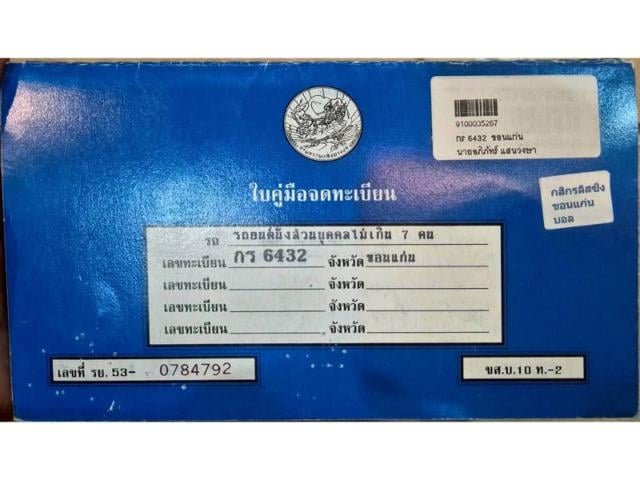 9100035267
กร 6432 ขอนแก่น
นายอภิภัทร์ แสนวงษา
กสิกรลิสซิ่ง
ขอนแก่น
บอล
ใบคู่มือจดทะเบียน
รถ รถยนต์นั่งส่วนบุคคลไม่เกิน 7 คน
เลขทะเบียน กร 6432 จังหวัด ขอนแก่น
เลขทะเบียน จังหวัด
เลขทะเบียน จังหวัด
เลขทะเบียน จังหวัด
เลขที่ รย. 53- 0784792
ขส.บ.10 ท.-2